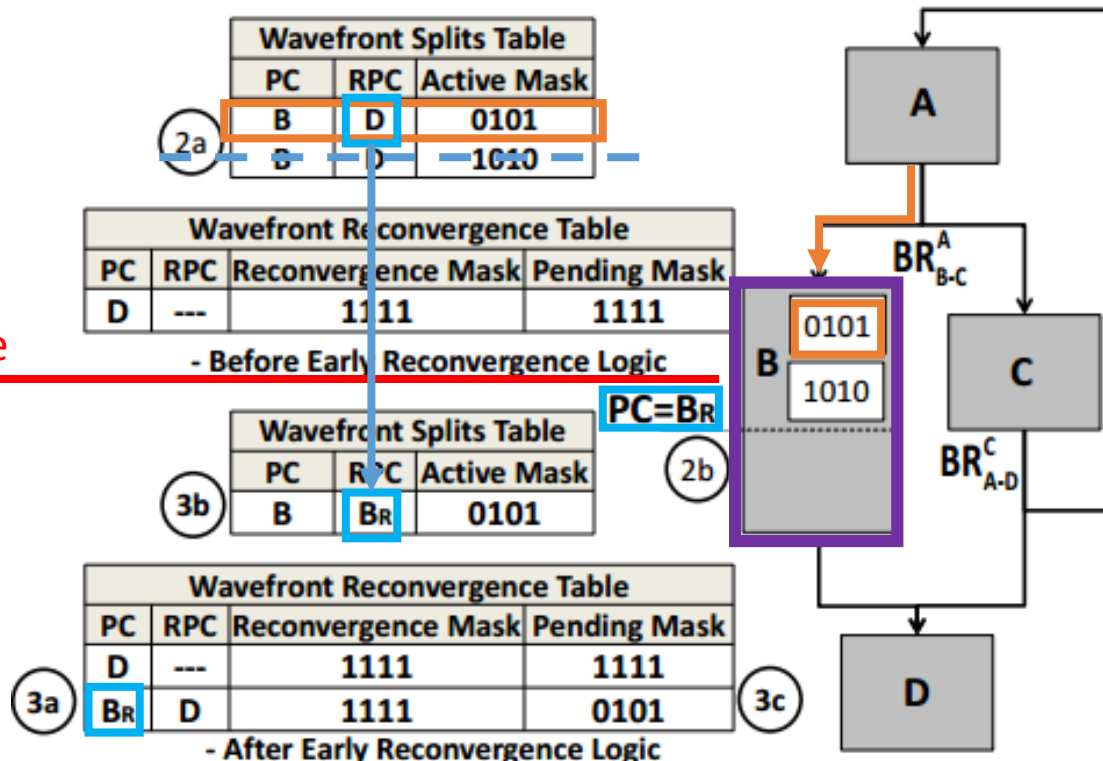 Wavefront Splits Table
PC RPC Active Mask
B D 0101
2a
B D 1010
Wavefront Reconvergence Table
PC RPC Reconvergence Mask Pending Mask
D --- 1111 1111
- Before Early Reconvergence Logic
e
Wavefront Splits Table
PC RPC Active Mask
3b B BR 0101
Wavefront Reconvergence Table
PC RPC Reconvergence Mask Pending Mask
D --- 1111 1111
3a BR D 1111 0101 3c
- After Early Reconvergence Logic
A
BR A B-C
B
0101
1010
C
PC=BR
2b
BR C A-D
D